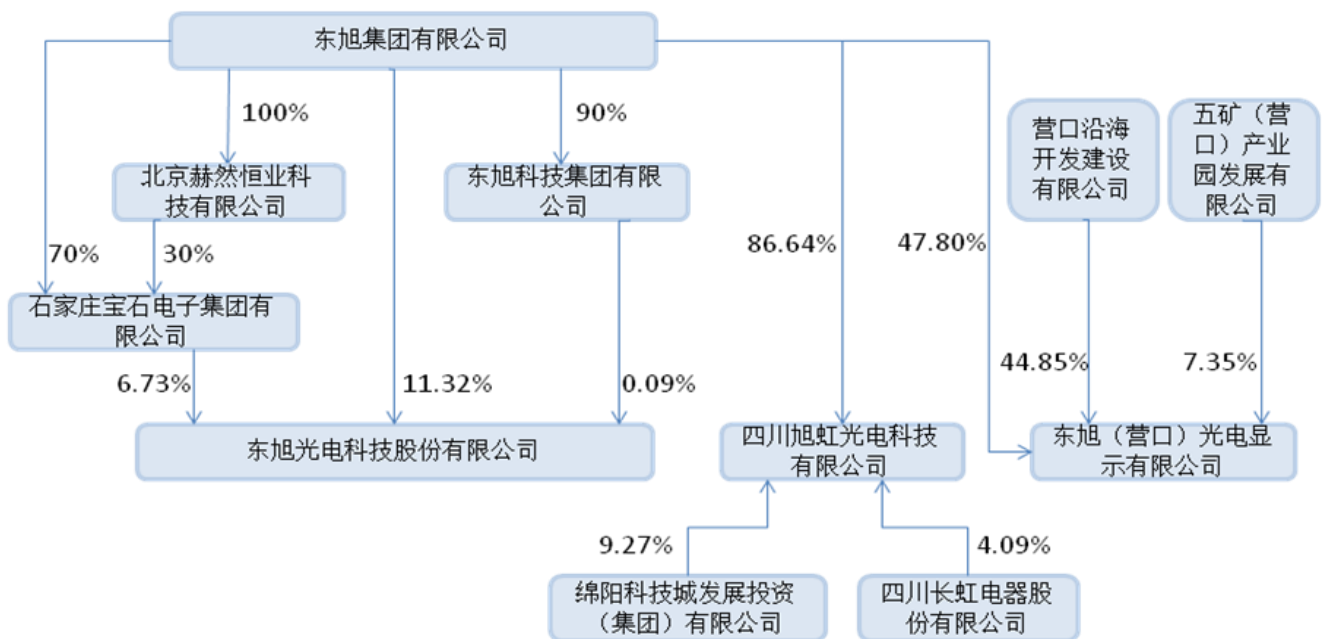 东旭集团有限公司
100%
90%
北京赫然恒业科
技有限公司
东旭科技集团有限
公司
营口沿海
开发建设
有限公司
五矿（营
口）产业
园发展有
限公司
70%
30%
86.64%
47.80%
石家庄宝石电子集团有
限公司
6.73%
11.32%
0.09%
44.85%
7.35%
东旭光电科技股份有限公司
四川旭虹光电科技
有限公司
东旭（营口）光电显
示有限公司
9.27%
4.09%
绵阳科技城发展投资
（集团）有限公司
四川长虹电器股
份有限公司